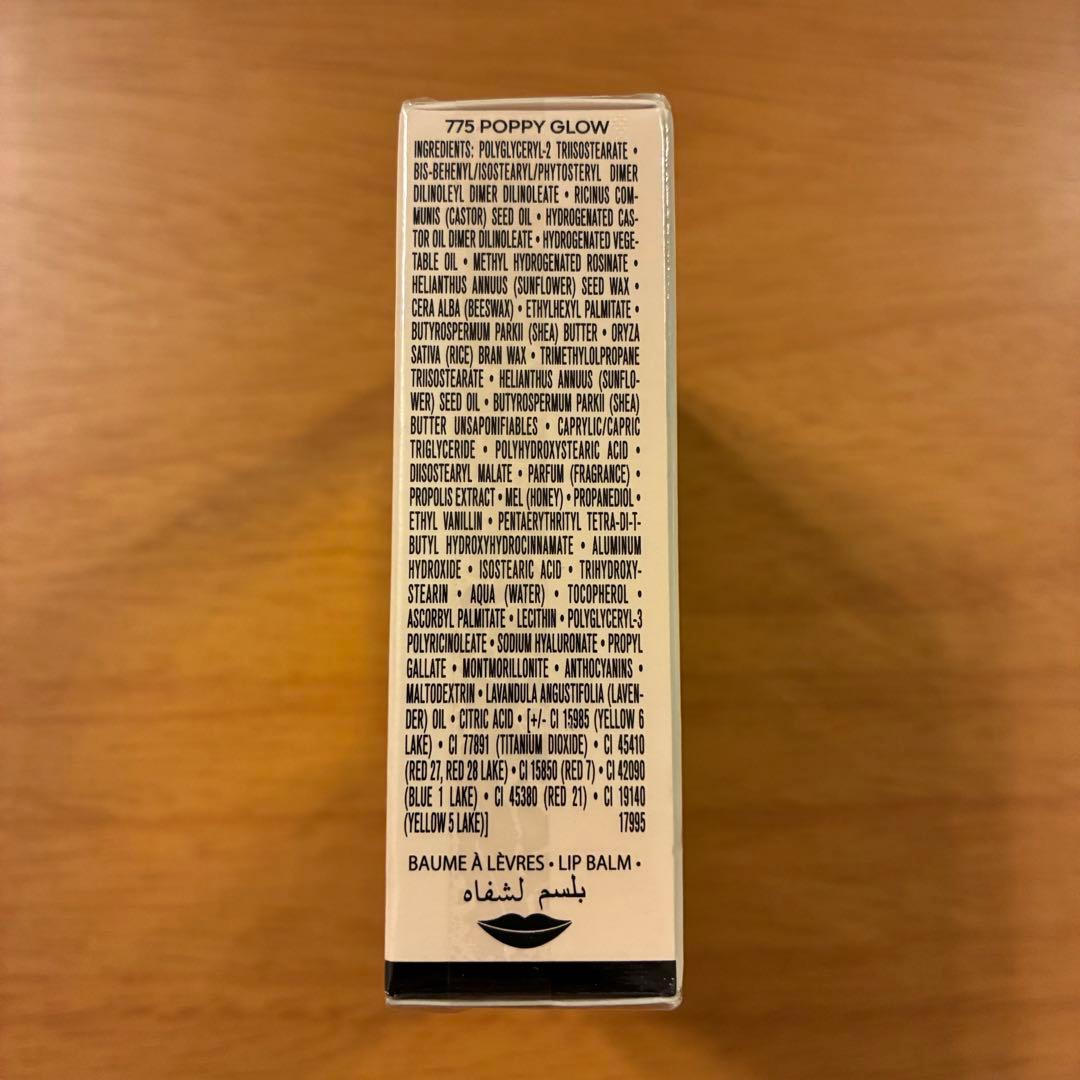 775 POPPY GLOW
INGREDIENTS: POLYGLYCERYL-2 TRIISOSTEARATE •
BIS-BEHENYL/ISOSTEARYL/PHYTOSTERYL DIMER
DILINOLEYL DIMER DILINOLEATE • RICINUS COM-
MUNIS (CASTOR) SEED OIL • HYDROGENATED CAS-
TOR OIL DIMER DILINOLEATE • HYDROGENATED VEGE-
TABLE OIL • METHYL HYDROGENATED ROSINATE •
HELIANTHUS ANNUUS (SUNFLOWER) SEED WAX •
CERA ALBA (BEESWAX) • ETHYLHEXYL PALMITATE •
BUTYROSPERMUM PARKII (SHEA) BUTTER • ORYZA
SATIVA (RICE) BRAN WAX • TRIMETHYLOLPROPANE
TRIISOSTEARATE • HELIANTHUS ANNUUS (SUNFLO-
WER) SEED OIL • BUTYROSPERMUM PARKII (SHEA)
BUTTER UNSAPONIFIABLES • CAPRYLIC/CAPRIC
TRIGLYCERIDE • POLYHYDROXYSTEARIC ACID •
DIISOSTEARYL MALATE • PARFUM (FRAGRANCE) •
PROPOLIS EXTRACT • MEL (HONEY) • PROPANEDIOL •
ETHYL VANILLIN • PENTAERYTHRITYL TETRA-DI-T-
BUTYL HYDROXYHYDROCINNAMATE • ALUMINUM
HYDROXIDE • ISOSTEARIC ACID • TRIHYDROXY-
STEARIN • AQUA (WATER) • TOCOPHEROL •
ASCORBYL PALMITATE • LECITHIN • POLYGLYCERYL-3
POLYRICINOLEATE • SODIUM HYALURONATE • PROPYL
GALLATE • MONTMORILLONITE • ANTHOCYANINS •
MALTODEXTRIN • LAVANDULA ANGUSTIFOLIA (LAVEN-
DER) OIL • CITRIC ACID • [+/- CI 15985 (YELLOW 6
LAKE) • CI 77891 (TITANIUM DIOXIDE) • CI 45410
(RED 27, RED 28 LAKE) • CI 15850 (RED 7) • CI 42090
(BLUE 1 LAKE) • CI 45380 (RED 21) • CI 19140
(YELLOW 5 LAKE)] 17995
BAUME À LÈVRES • LIP BALM •
بلسم لشفاه